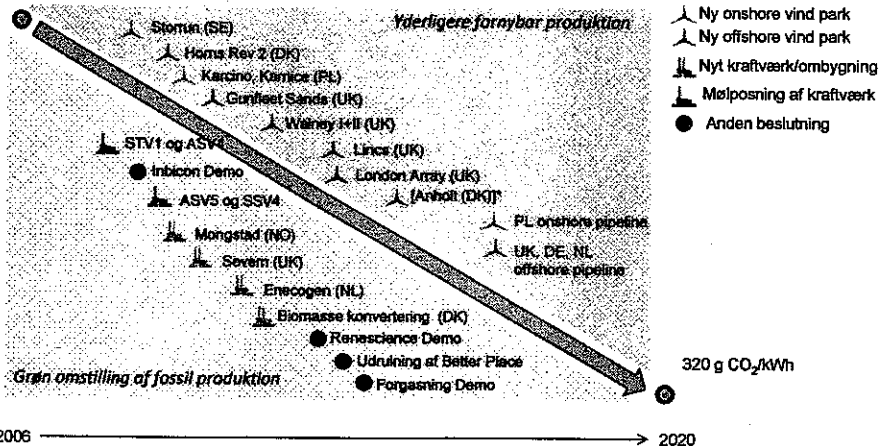 Yderligere fornybar produktion
Storrun (SE)
Horns Rev 2 (DK)
Karcino, Karnice (PL)
Gunfleet Sands (UK)
Walney I+II (UK)
Lincs (UK)
London Array (UK)
[Anholt (DK)]*
PL onshore pipeline
UK, DE, NL
offshore pipeline
STV1 og ASV4
Inbicon Demo
ASV5 og SSV4
Mongstad (NO)
Severn (UK)
Enecogen (NL)
Biomasse konvertering (DK)
Renescience Demo
Udrulning af Better Place
Forgasning Demo
Grøn omstilling af fossil produktion
Ny onshore vind park
Ny offshore vind park
Nyt kraftværk/ombygning
Mølposning af kraftværk
Anden beslutning
320 g CO₂/kWh
2006
2020